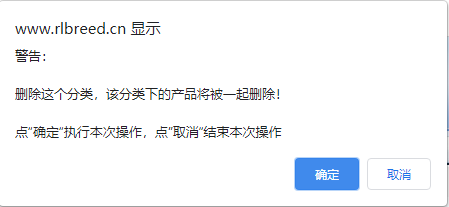 www.rlbreed.cn 显示
警告：
删除这个分类，该分类下的产品将被一起删除！
点“确定”执行本次操作，点“取消”结束本次操作
确定
取消